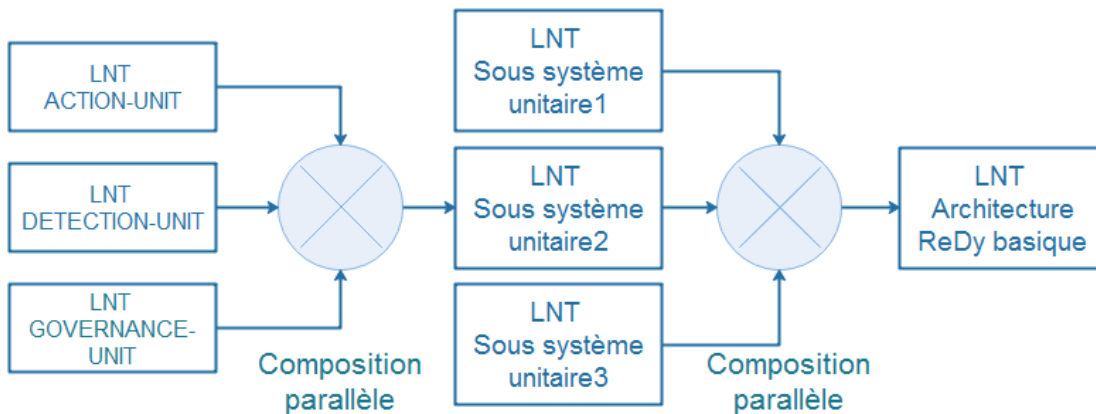 LNT
ACTION-UNIT
LNT
DETECTION-UNIT
LNT
GOVERNANCE-
UNIT
Composition
parallèle
LNT
Sous système
unitaire1
LNT
Sous système
unitaire2
LNT
Sous système
unitaire3
Composition
parallèle
LNT
Architecture
ReDy basique